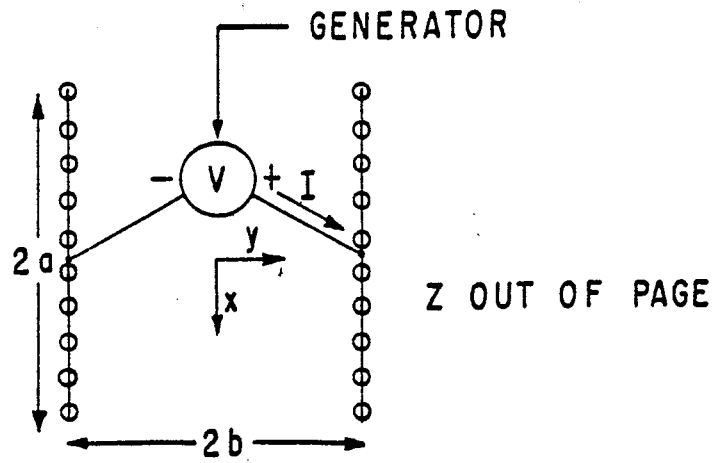 GENERATOR
- V + I
2a
y
x
Z OUT OF PAGE
2b